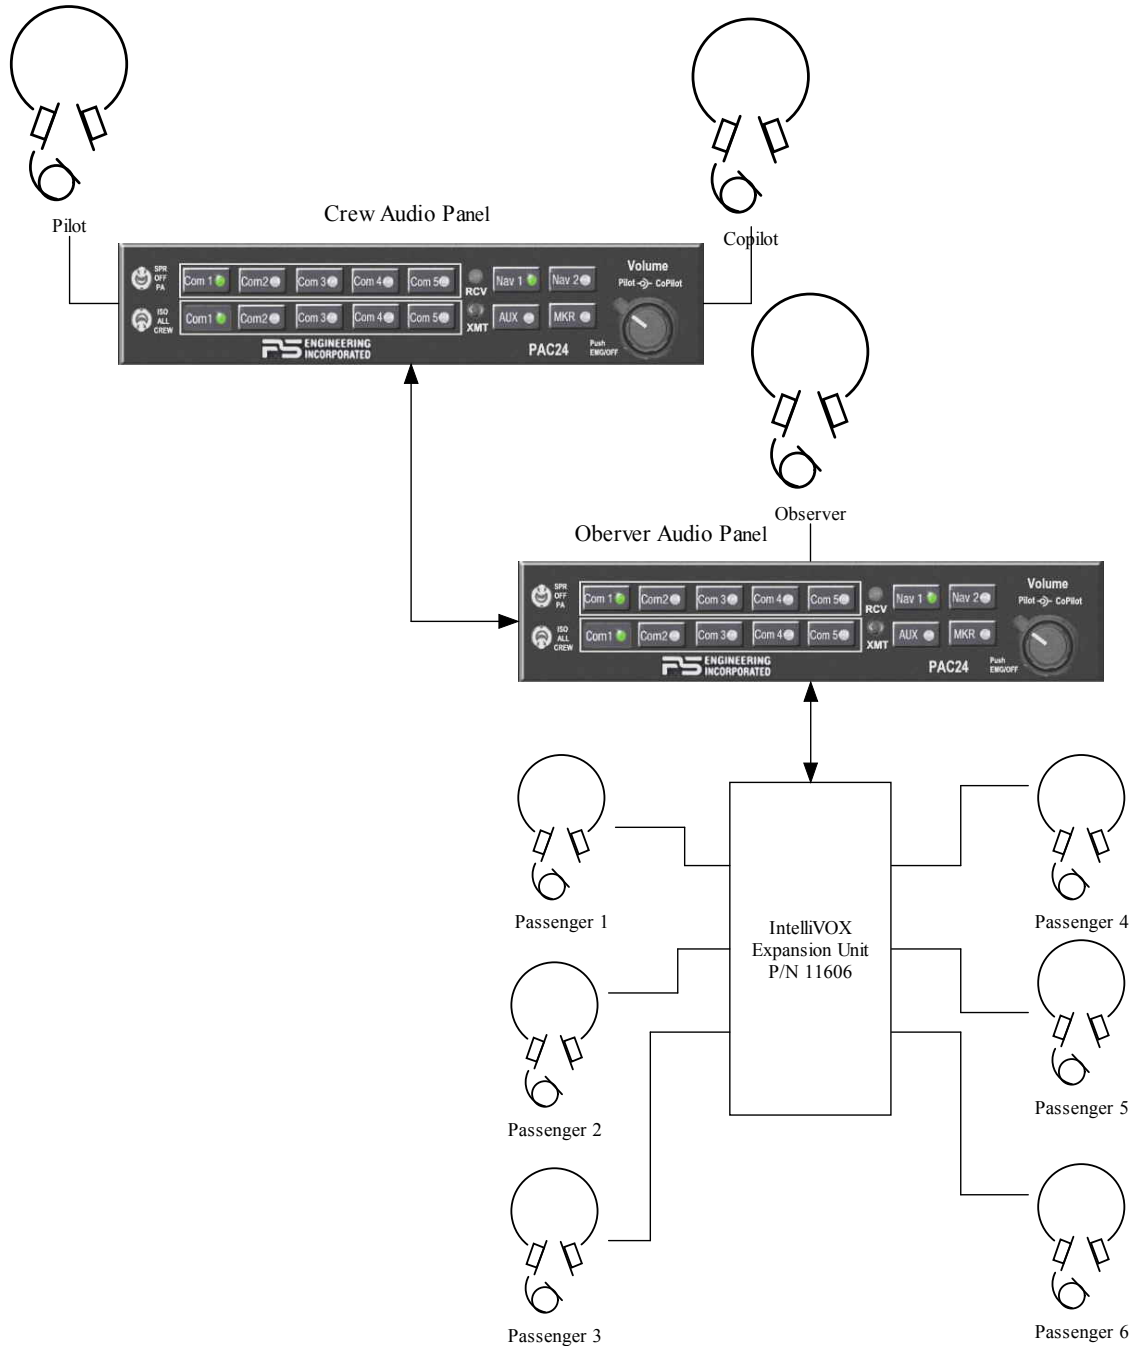 Pilot
Crew Audio Panel
Copilot
SPR
OFF
PA
Com 1 Com2 Com 3 Com 4 Com 5
RCV
Nav 1 Nav 2
Volume
Pilot CoPilot
ISO
ALL
CREW
Com1 Com2 Com 3 Com 4 Com 5
XMT
AUX MKR
PS ENGINEERING
INCORPORATED
PAC24
Push
EMG/OFF
Observer
Oberver Audio Panel
SPR
OFF
PA
Com 1 Com2 Com 3 Com 4 Com 5
RCV
Nav 1 Nav 2
Volume
Pilot CoPilot
ISO
ALL
CREW
Com1 Com2 Com 3 Com 4 Com 5
XMT
AUX MKR
PS ENGINEERING
INCORPORATED
PAC24
Push
EMG/OFF
Passenger 1
Passenger 4
IntelliVOX
Expansion Unit
P/N 11606
Passenger 2
Passenger 5
Passenger 3
Passenger 6